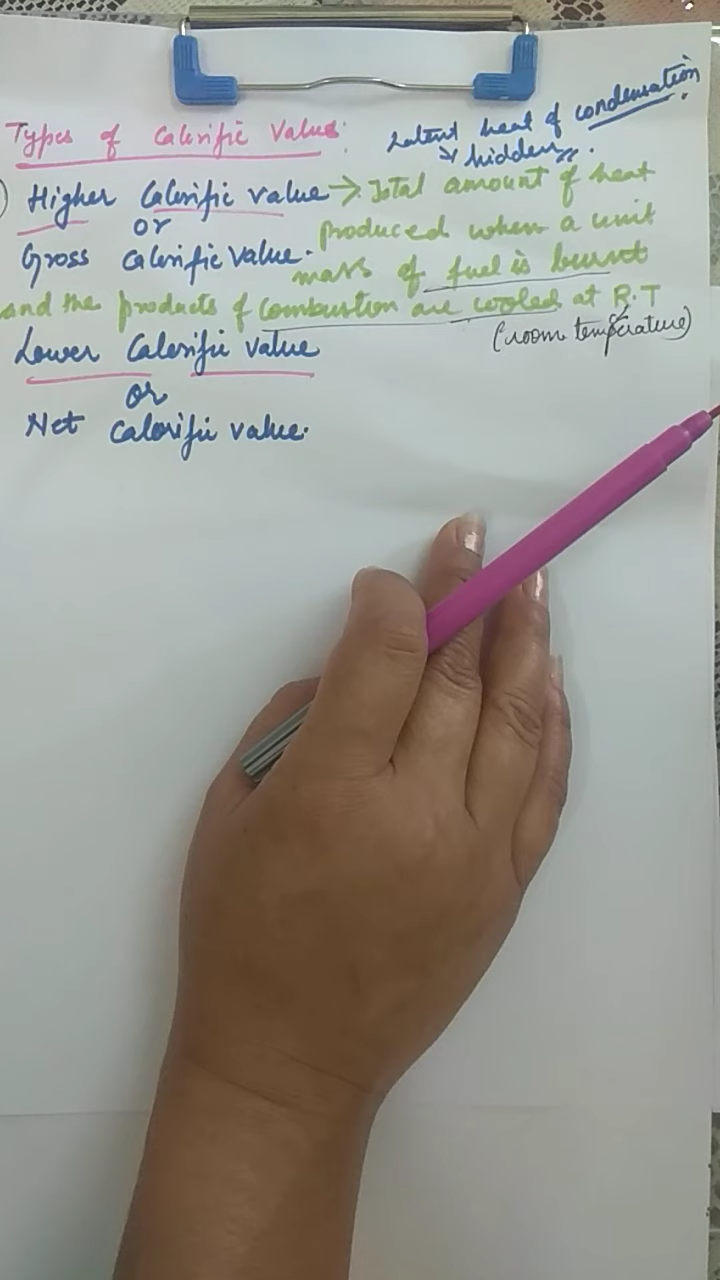 Types of Calorific Value:
Latent heat of condensation.
hidden.
Higher Calorific value → Total amount of heat
or
produced when a unit
Gross Calorific value.
mass of fuel is burnt
and the products of combustion are cooled at R.T
(room temperature)
Lower Calorific value
or
Net Calorific value.